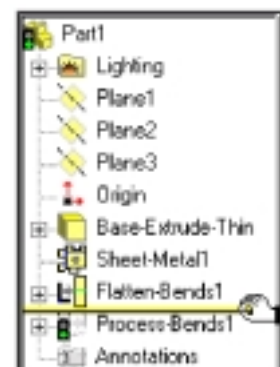 Part1
Lighting
Plane1
Plane2
Plane3
Origin
Base-Extrude-Thin
Sheet-Metal1
Flatten-Bends1
Process-Bends1
Annotations